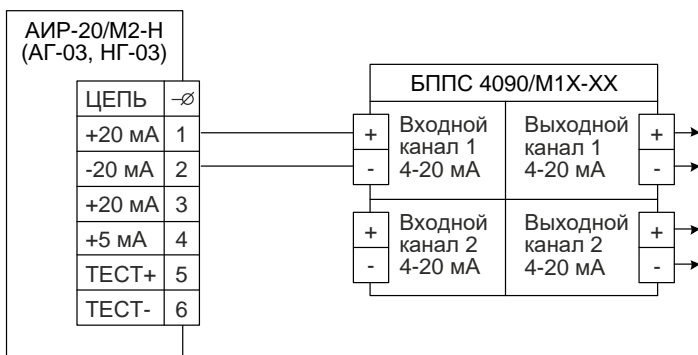 АИР-20/М2-Н
(АГ-03, НГ-03)
ЦЕПЬ
+20 мА 1
-20 мА 2
+20 мА 3
+5 мА 4
ТЕСТ+ 5
ТЕСТ- 6
БППС 4090/М1Х-ХХ
+ Входной Выходной +
канал 1 канал 1
- 4-20 мА 4-20 мА -
+ Входной Выходной +
канал 2 канал 2
- 4-20 мА 4-20 мА -